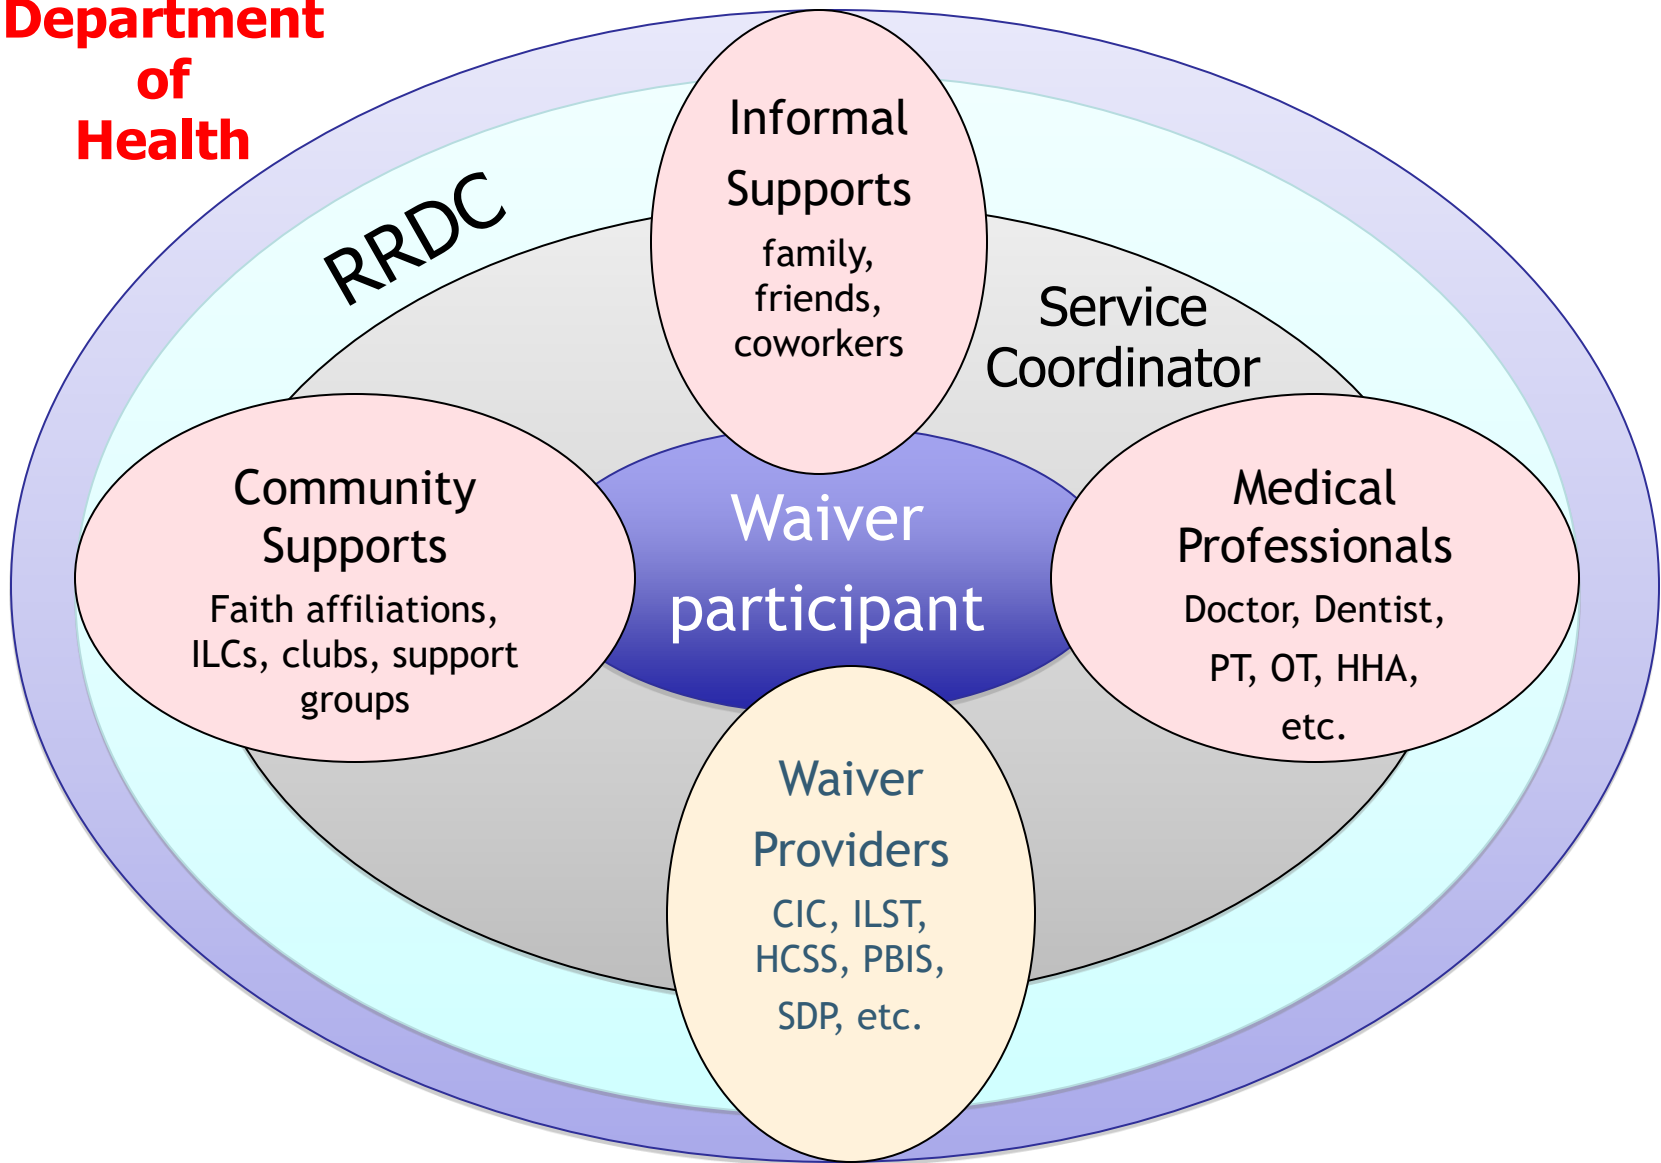 Department
of
Health
RRDC
Informal
Supports
family,
friends,
coworkers
Service
Coordinator
Community
Supports
Faith affiliations,
ILCs, clubs, support
groups
Waiver
participant
Medical
Professionals
Doctor, Dentist,
PT, OT, HHA,
etc.
Waiver
Providers
CIC, ILST,
HCSS, PBIS,
SDP, etc.